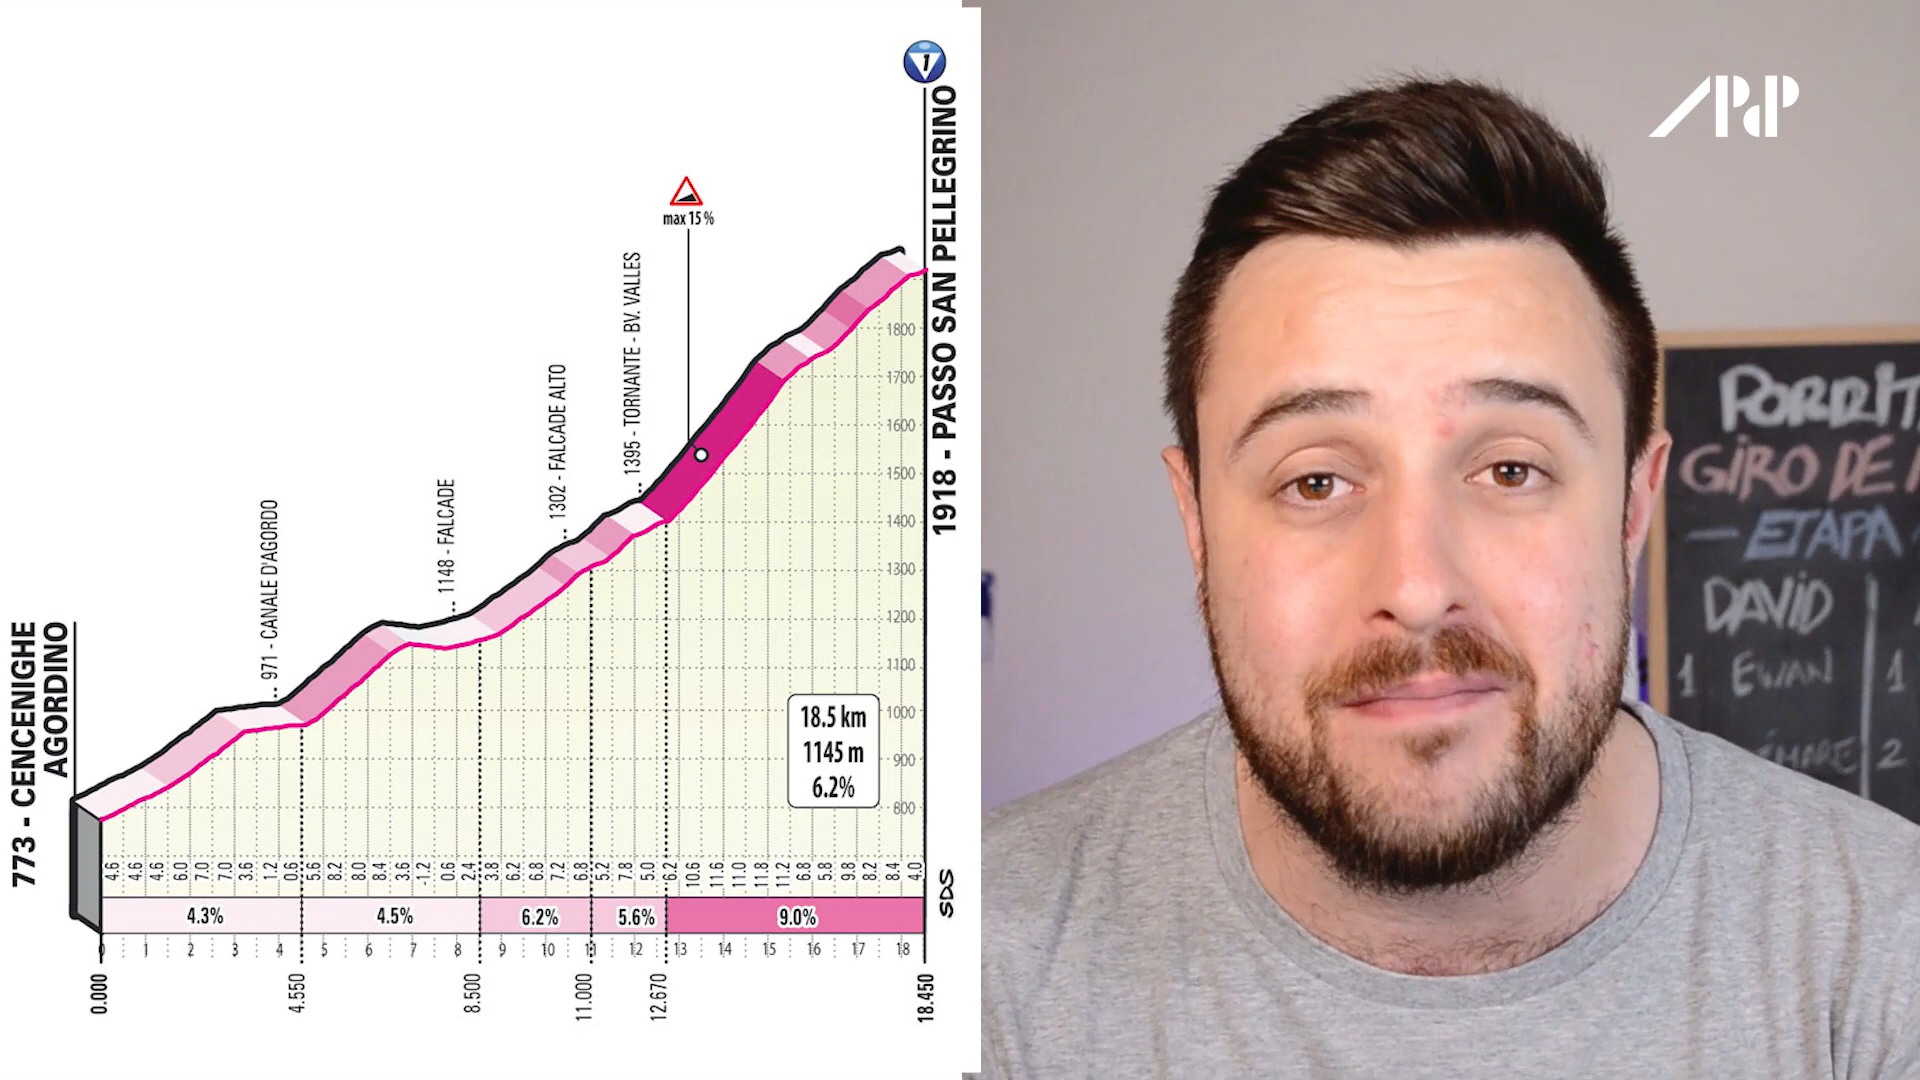 1
1918 - PASSO SAN PELLEGRINO
max 15 %
1395 - TORNANTE - BV. VALLES
1302 - FALCADE ALTO
1148 - FALCADE
971 - CANALE D'AGORDO
773 - CENCENIGHE
AGORDINO
1800
1700
1600
1500
1400
1300
1200
1100
1000
900
800
18.5 km
1145 m
6.2%
4.6 4.6 4.6 6.0 7.0 7.0 3.6 1.2 0.6 5.6 8.2 8.0 8.4 3.6 -1.2 0.6 2.4 3.8 6.2 6.8 7.2 6.8 5.2 7.8 5.0 6.2 10.6 11.6 11.0 11.8 11.2 6.8 5.8 9.8 8.2 8.4 4.0
4.3% 4.5% 6.2% 5.6% 9.0%
0 1 2 3 4 5 6 7 8 9 10 11 12 13 14 15 16 17 18
0.000 4.550 8.500 11.000 12.670 18.450
SDS
APdP
PORRIT
GIRO DE
- ETAPA
DAVID
1 EWAN 1
2